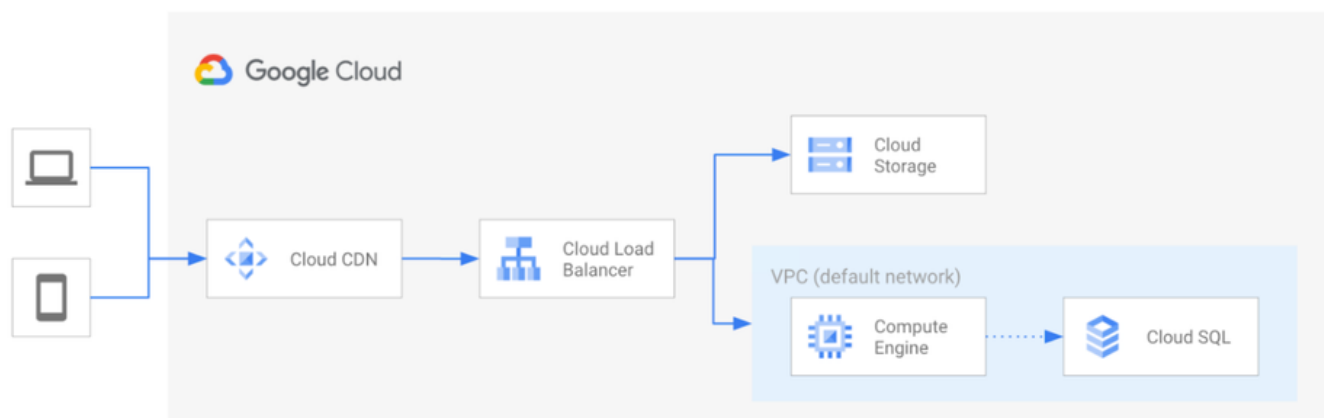 Google Cloud
Cloud
Storage
Cloud CDN
Cloud Load
Balancer
VPC (default network)
Compute
Engine
Cloud SQL